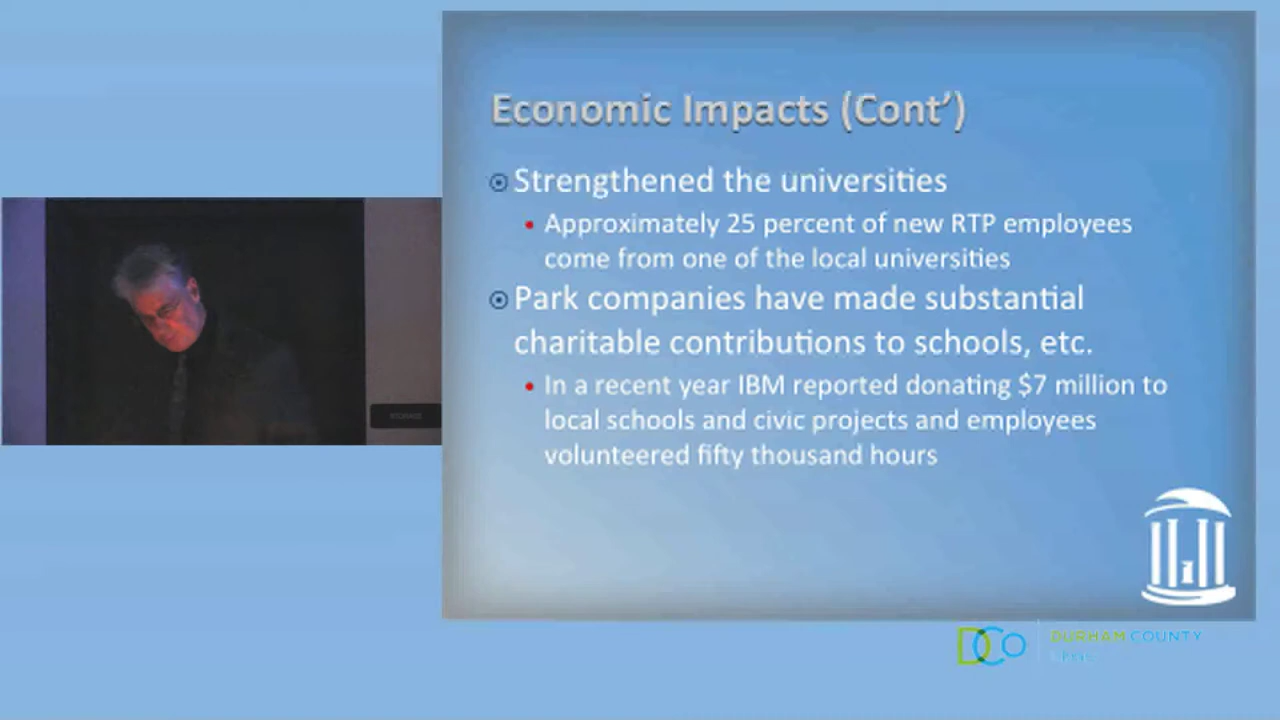 Economic Impacts (Cont')
Strengthened the universities
Approximately 25 percent of new RTP employees
come from one of the local universities
Park companies have made substantial
charitable contributions to schools, etc.
In a recent year IBM reported donating $7 million to
local schools and civic projects and employees
volunteered fifty thousand hours
DCo
DURHAM COUNTY